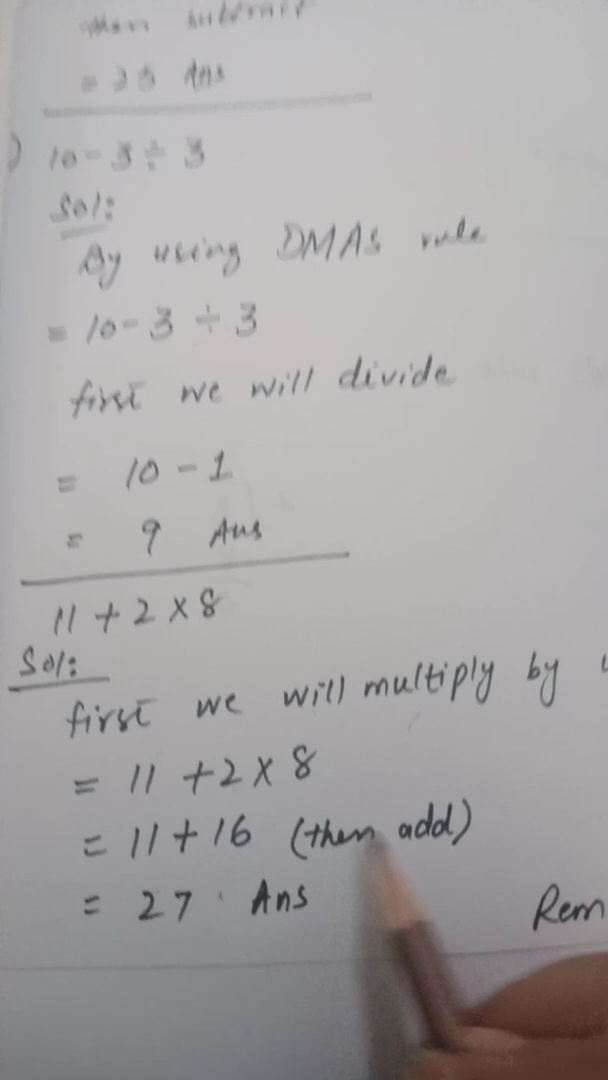 then subtract
= 25 Ans
) 10 - 3 ÷ 3
Sol:
By using DMAS rule
= 10 - 3 ÷ 3
first we will divide
= 10 - 1
= 9 Ans
11 + 2 × 8
Sol:
first we will multiply by
= 11 + 2 × 8
= 11 + 16 (then add)
= 27 Ans
Rem